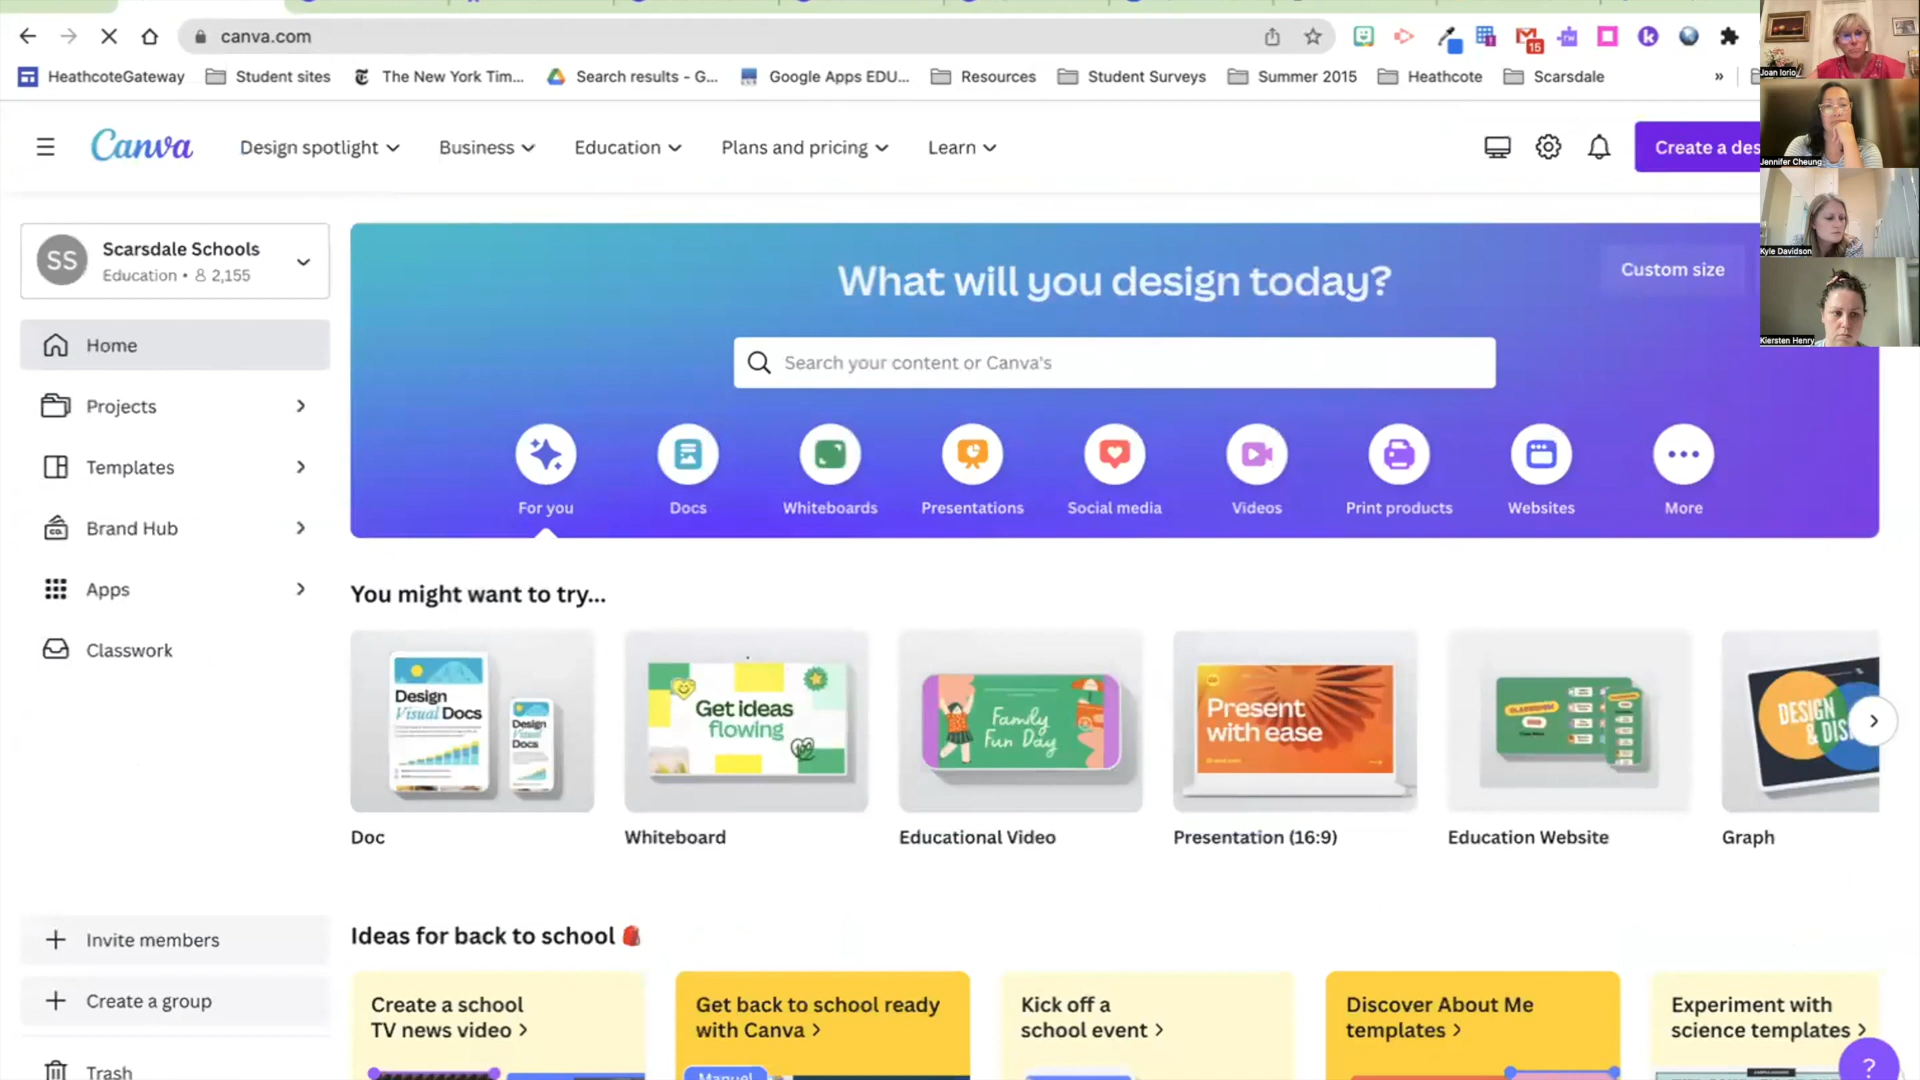 canva.com
15
HeathcoteGateway
Student sites
The New York Tim...
Search results - G...
Google Apps EDU...
Resources
Student Surveys
Summer 2015
Heathcote
Scarsdale
»
Joan Iorio
Jennifer Cheung
Kyle Davidson
Kiersten Henry
Canva
Design spotlight
Business
Education
Plans and pricing
Learn
Create a des
SS
Scarsdale Schools
Education • 2,155
Home
Projects
Templates
Brand Hub
Apps
Classwork
Invite members
Create a group
Trash
What will you design today?
Custom size
Search your content or Canva's
For you
Docs
Whiteboards
Presentations
Social media
Videos
Print products
Websites
More
You might want to try...
Design
Visual Docs
Design
Visual
Docs
Get ideas
flowing
Family
Fun Day
Present
with ease
DESIGN
& DIS
Doc
Whiteboard
Educational Video
Presentation (16:9)
Education Website
Graph
Ideas for back to school
Create a school
TV news video >
Get back to school ready
with Canva >
Kick off a
school event >
Discover About Me
templates >
Experiment with
science templates >
Manuel
?